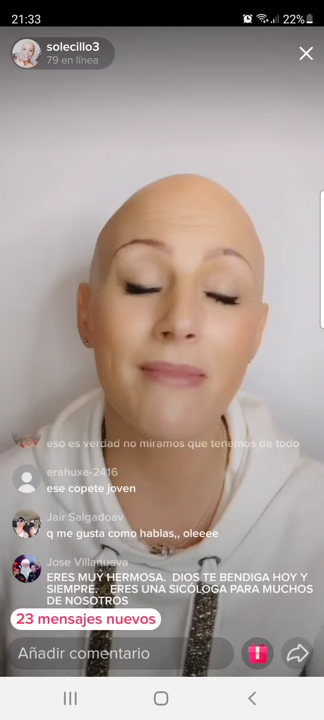 21:33
22%
solecillo3
79 en línea
eso es verdad no miramos que tenemos de todo
erahuxe-2416
ese copete joven
Jair Salgadoav
q me gusta como hablas,, oleeee
Jose Villanueva
ERES MUY HERMOSA. DIOS TE BENDIGA HOY Y
SIEMPRE. ERES UNA SICÓLOGA PARA MUCHOS
DE NOSOTROS
23 mensajes nuevos
Añadir comentario